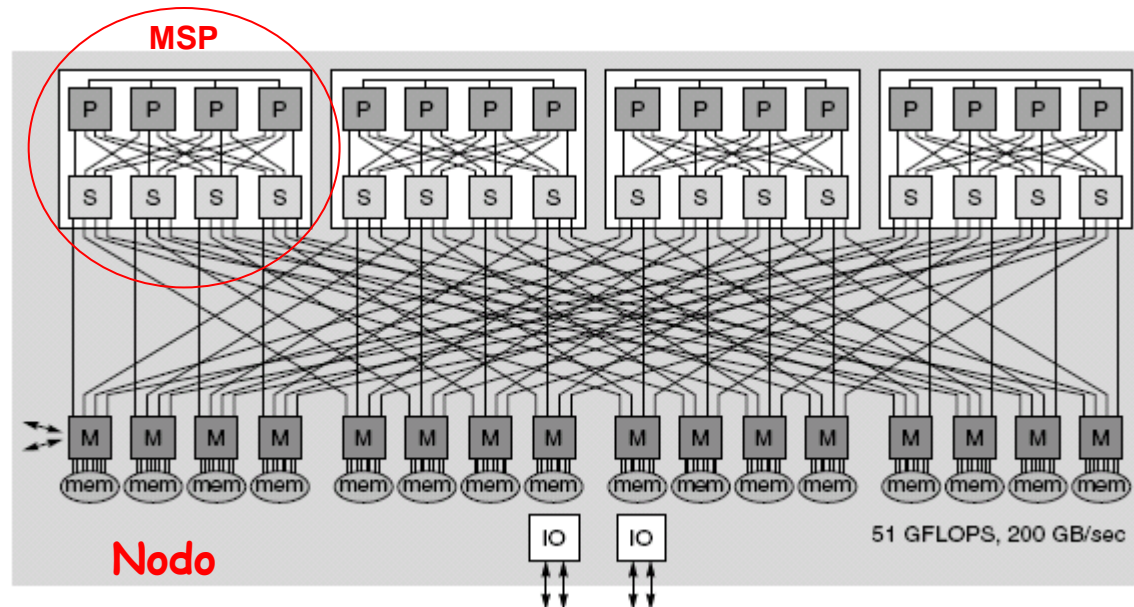 MSP
P P P P P P P P P P P P P P P P
S S S S S S S S S S S S S S S S
M M M M M M M M M M M M M M M M
mem mem mem mem mem mem mem mem mem mem mem mem mem mem mem mem
IO IO
51 GFLOPS, 200 GB/sec
Nodo